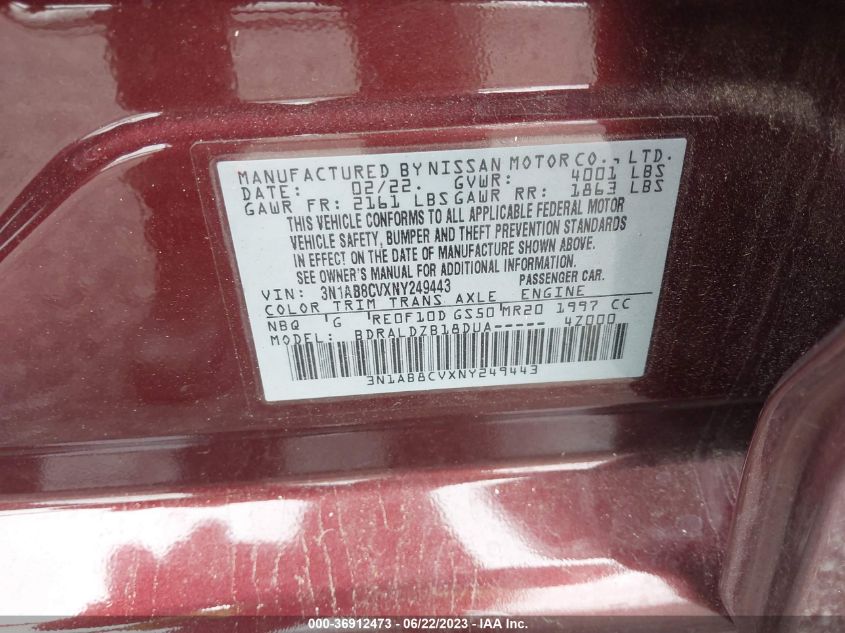 MANUFACTURED BY NISSAN MOTOR CO., LTD.
DATE: 02/22. GVWR: 4001 LBS
GAWR FR: 2161 LBS GAWR RR: 1863 LBS
THIS VEHICLE CONFORMS TO ALL APPLICABLE FEDERAL MOTOR
VEHICLE SAFETY, BUMPER AND THEFT PREVENTION STANDARDS
IN EFFECT ON THE DATE OF MANUFACTURE SHOWN ABOVE.
SEE OWNER'S MANUAL FOR ADDITIONAL INFORMATION
VIN: 3N1AB8CVXNY249443 PASSENGER CAR.
COLOR TRIM TRANS AXLE ENGINE
NBQ G RE0F10D GS50 MR20 1997 CC
MODEL: BDRALDZB18DUA----- 4Z000
3N1AB8CVXNY249443
000-36912473 - 06/22/2023 - IAA Inc.